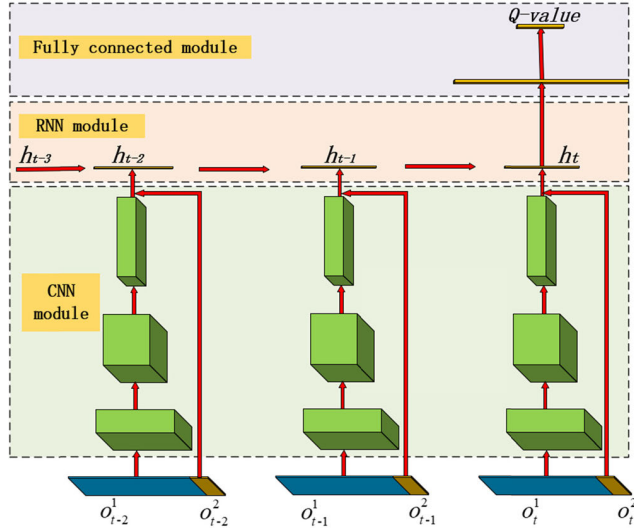 Q-value
Fully connected module
RNN module
h_{t-3} h_{t-2} h_{t-1} h_t
CNN
module
o^1_{t-2} o^2_{t-2} o^1_{t-1} o^2_{t-1} o^1_t o^2_t